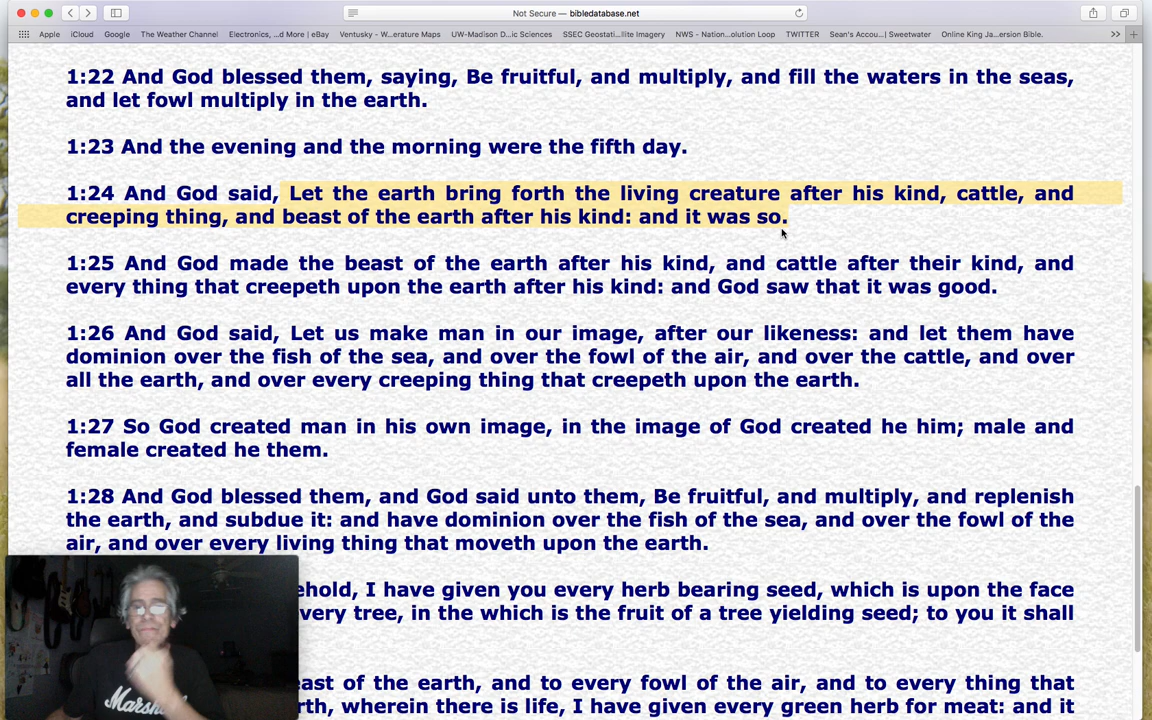 Not Secure — bibledatabase.net
Apple iCloud Google The Weather Channel Electronics, ...d More | eBay Ventusky - W...erature Maps UW-Madison D...ic Sciences SSEC Geostati...llite Imagery NWS - Nation...olution Loop TWITTER Sean's Accou...| Sweetwater Online King Ja...ersion Bible. >>
1:22 And God blessed them, saying, Be fruitful, and multiply, and fill the waters in the seas,
and let fowl multiply in the earth.
1:23 And the evening and the morning were the fifth day.
1:24 And God said, Let the earth bring forth the living creature after his kind, cattle, and
creeping thing, and beast of the earth after his kind: and it was so.
1:25 And God made the beast of the earth after his kind, and cattle after their kind, and
every thing that creepeth upon the earth after his kind: and God saw that it was good.
1:26 And God said, Let us make man in our image, after our likeness: and let them have
dominion over the fish of the sea, and over the fowl of the air, and over the cattle, and over
all the earth, and over every creeping thing that creepeth upon the earth.
1:27 So God created man in his own image, in the image of God created he him; male and
female created he them.
1:28 And God blessed them, and God said unto them, Be fruitful, and multiply, and replenish
the earth, and subdue it: and have dominion over the fish of the sea, and over the fowl of the
air, and over every living thing that moveth upon the earth.
ehold, I have given you every herb bearing seed, which is upon the face
very tree, in the which is the fruit of a tree yielding seed; to you it shall
east of the earth, and to every fowl of the air, and to every thing that
rth, wherein there is life, I have given every green herb for meat: and it
Marsh